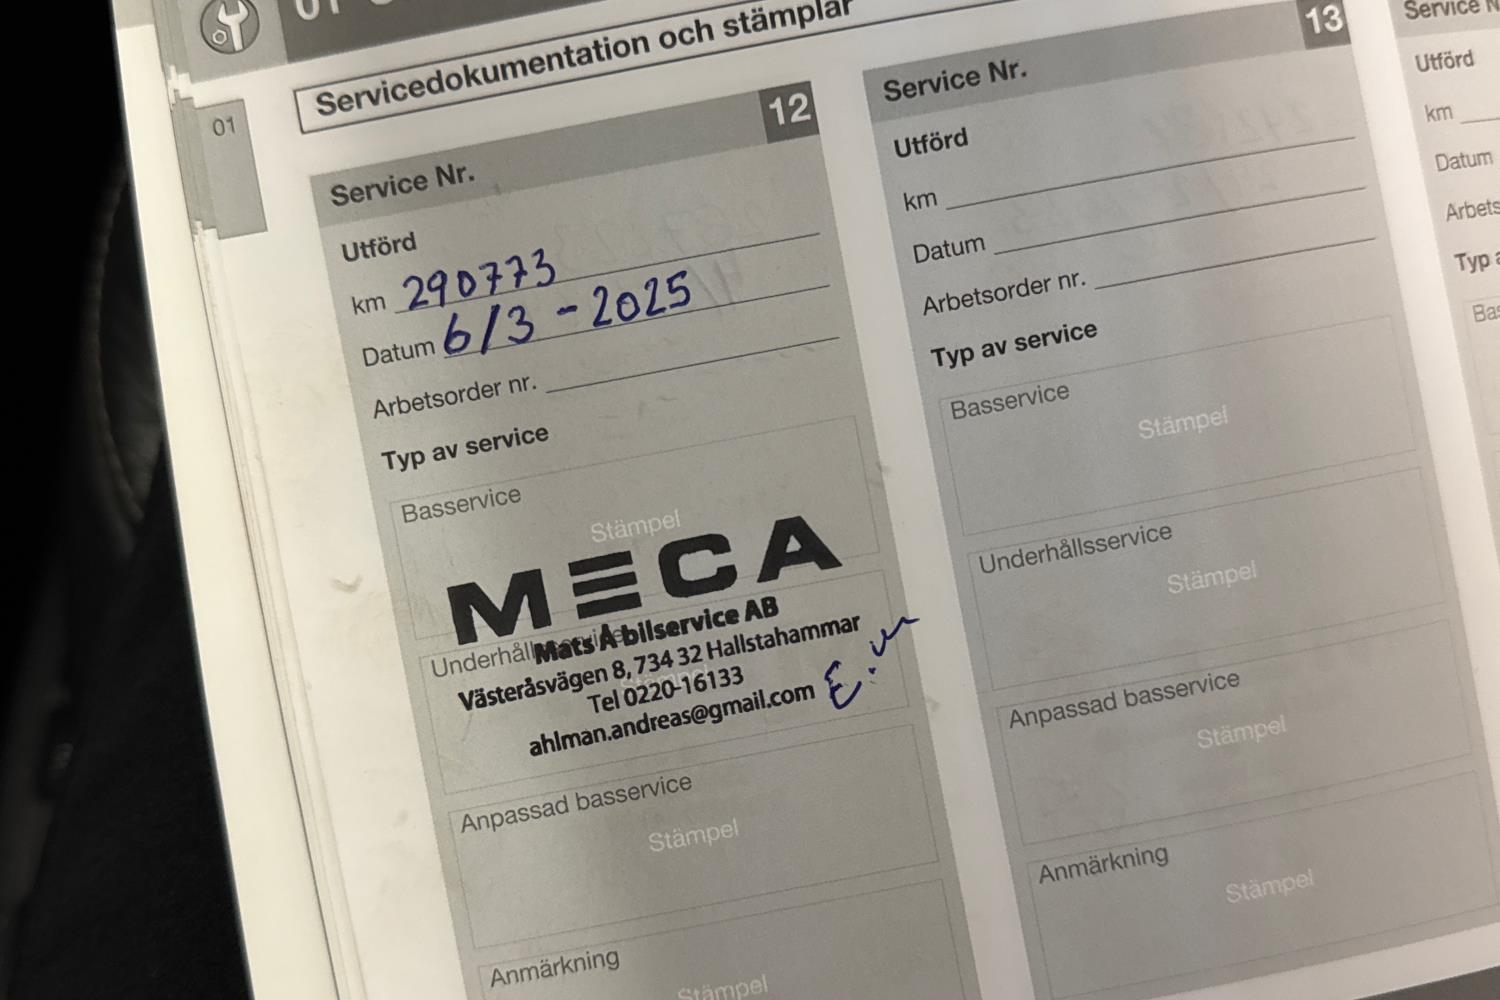 01
Servicedokumentation och stämplar
01
Service Nr. 12
Utförd
km 290773
Datum 6/3-2025
Arbetsorder nr.
Typ av service
Basservice
Stämpel
MECA
Mats Å bilservice AB
Västeråsvägen 8, 734 32 Hallstahammar
Tel 0220-16133
ahlman.andreas@gmail.com
Anpassad basservice
Stämpel
Anmärkning
Stämpel
Service Nr. 13
Utförd
km
Datum
Arbetsorder nr.
Typ av service
Basservice
Stämpel
Underhållsservice
Stämpel
Anpassad basservice
Stämpel
Anmärkning
Stämpel
Service
Utförd
km
Datum
Typ